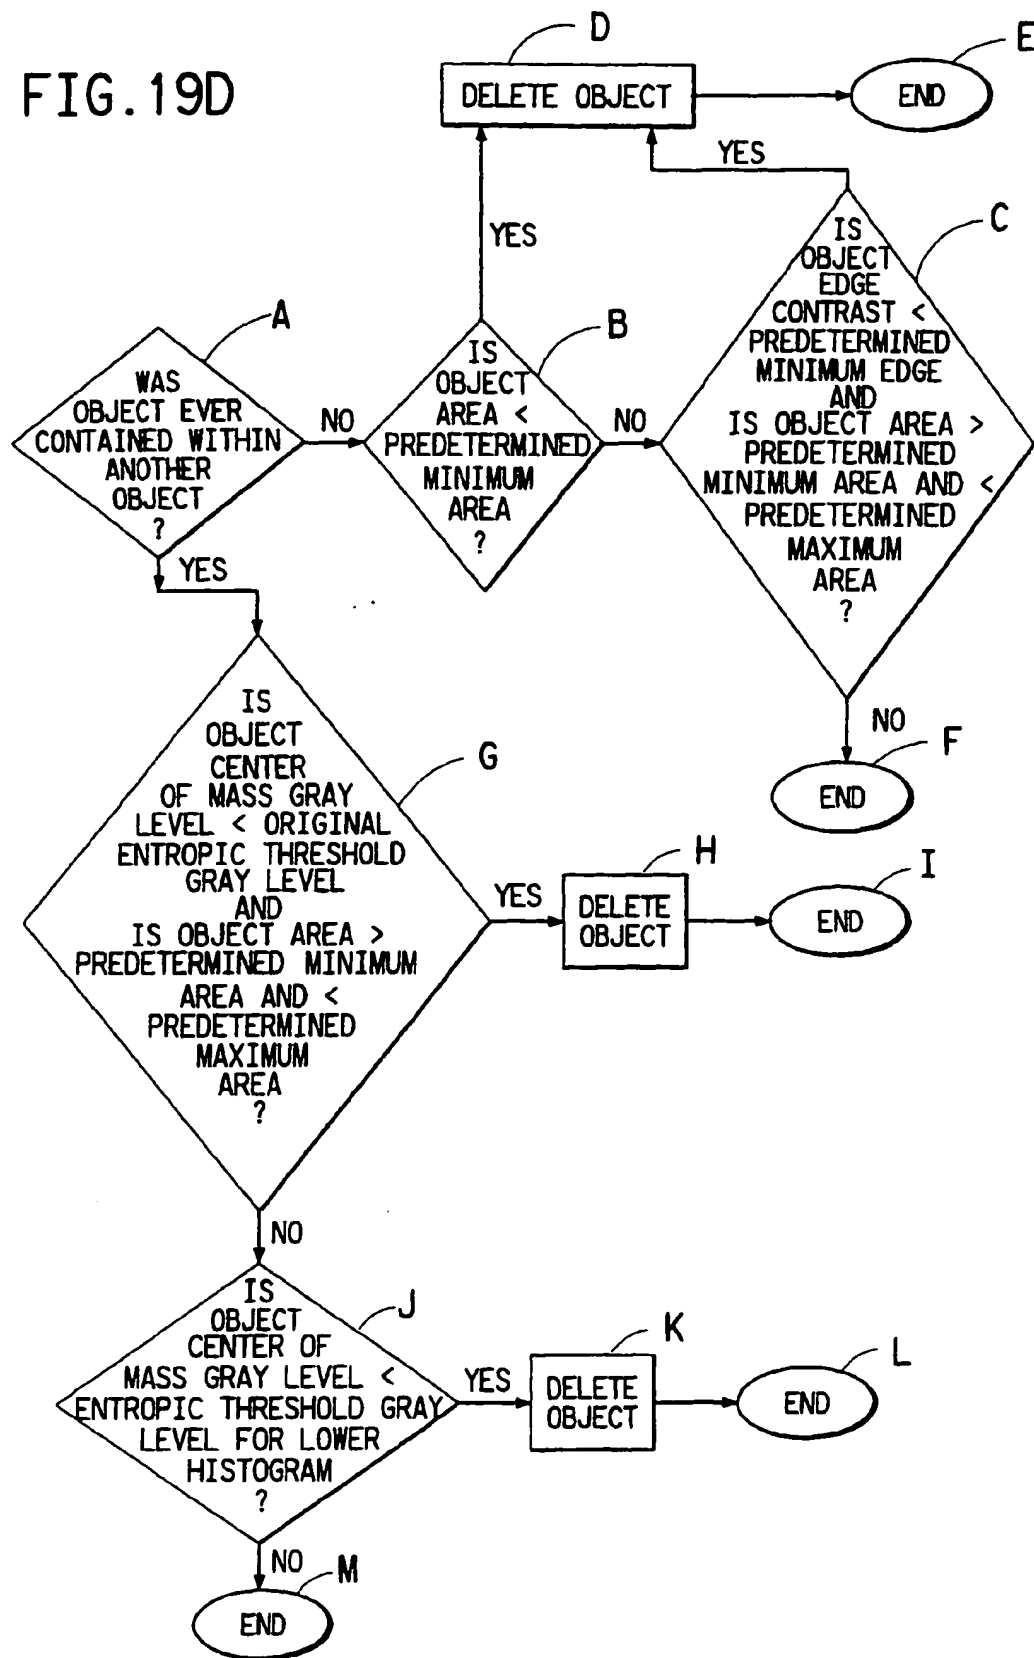 FIG.19D
D
DELETE OBJECT
E
END
YES
YES
A
WAS
OBJECT EVER
CONTAINED WITHIN
ANOTHER
OBJECT
?
NO
B
IS
OBJECT
AREA <
PREDETERMINED
MINIMUM
AREA
?
NO
C
IS
OBJECT
EDGE
CONTRAST <
PREDETERMINED
MINIMUM EDGE
AND
IS OBJECT AREA >
PREDETERMINED
MINIMUM AREA AND <
PREDETERMINED
MAXIMUM
AREA
?
NO
F
END
YES
G
IS
OBJECT
CENTER
OF MASS GRAY
LEVEL < ORIGINAL
ENTROPIC THRESHOLD
GRAY LEVEL
AND
IS OBJECT AREA >
PREDETERMINED MINIMUM
AREA AND <
PREDETERMINED
MAXIMUM
AREA
?
YES
H
DELETE
OBJECT
I
END
NO
J
IS
OBJECT
CENTER OF
MASS GRAY LEVEL <
ENTROPIC THRESHOLD GRAY
LEVEL FOR LOWER
HISTOGRAM
?
YES
K
DELETE
OBJECT
L
END
NO
M
END